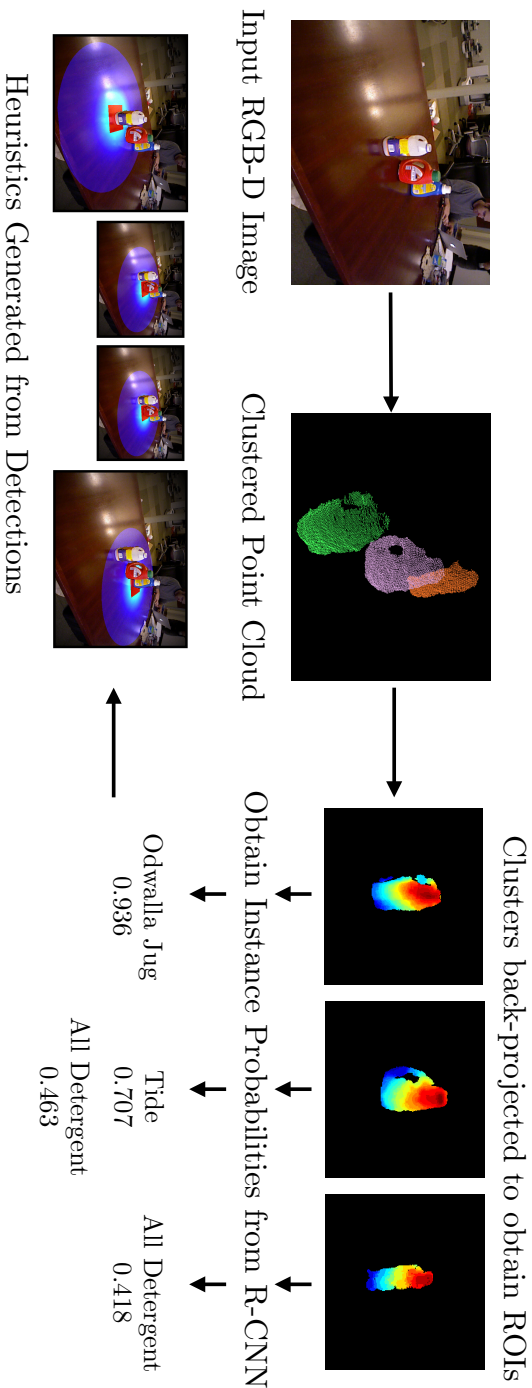 Input RGB-D Image
Clustered Point Cloud
Clusters back-projected to obtain ROIs
Obtain Instance Probabilities from R-CNN
Odwalla Jug
0.936
Tide
0.707
All Detergent
0.463
All Detergent
0.418
Heuristics Generated from Detections